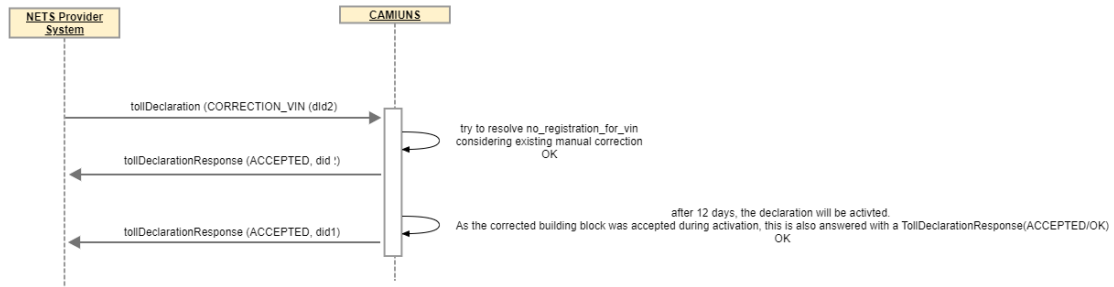 NETS Provider
System
CAMIUNS
tollDeclaration (CORRECTION_VIN (dId2)
try to resolve no_registration_for_vin
considering existing manual correction
OK
tollDeclarationResponse (ACCEPTED, did
after 12 days, the declaration will be activted.
As the corrected building block was accepted during activation, this is also answered with a TollDeclarationResponse(ACCEPTED/OK)
OK
tollDeclarationResponse (ACCEPTED, did1)